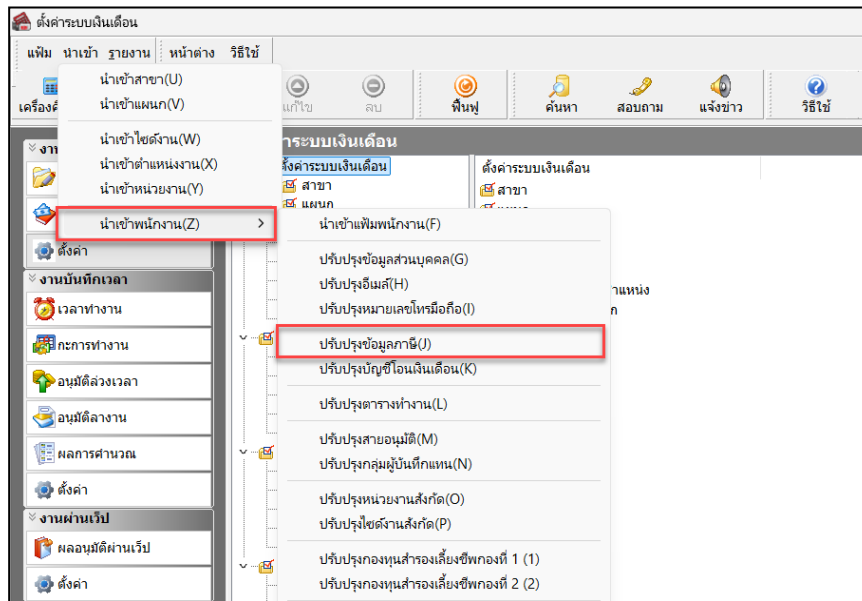 ตั้งค่าระบบเงินเดือน
แฟ้ม นำเข้า รายงาน หน้าต่าง วิธีใช้
แก้ไข ลบ ฟื้นฟู ค้นหา สอบถาม แจ้งข่าว วิธีใช้
นำเข้าสาขา(U)
นำเข้าแผนก(V)
นำเข้าไซด์งาน(W)
นำเข้าตำแหน่งงาน(X)
นำเข้าหน่วยงาน(Y)
นำเข้าพนักงาน(Z)
ตั้งค่า
งานบันทึกเวลา
เวลาทำงาน
กะการทำงาน
อนุมัติล่วงเวลา
อนุมัติลางาน
ผลการคำนวณ
ตั้งค่า
งานผ่านเว็ป
ผลอนุมัติผ่านเว็ป
ตั้งค่า
ตั้งค่าระบบเงินเดือน
สาขา
แผนก
ตั้งค่าระบบเงินเดือน
สาขา
นำเข้าแฟ้มพนักงาน(F)
ปรับปรุงข้อมูลส่วนบุคคล(G)
ปรับปรุงอีเมล์(H)
ปรับปรุงหมายเลขโทรมือถือ(I)
ปรับปรุงข้อมูลภาษี(J)
ปรับปรุงบัญชีโอนเงินเดือน(K)
ปรับปรุงตารางทำงาน(L)
ปรับปรุงสายอนุมัติ(M)
ปรับปรุงกลุ่มผู้บันทึกแทน(N)
ปรับปรุงหน่วยงานสังกัด(O)
ปรับปรุงไซด์งานสังกัด(P)
ปรับปรุงกองทุนสำรองเลี้ยงชีพกองที่ 1 (1)
ปรับปรุงกองทุนสำรองเลี้ยงชีพกองที่ 2 (2)